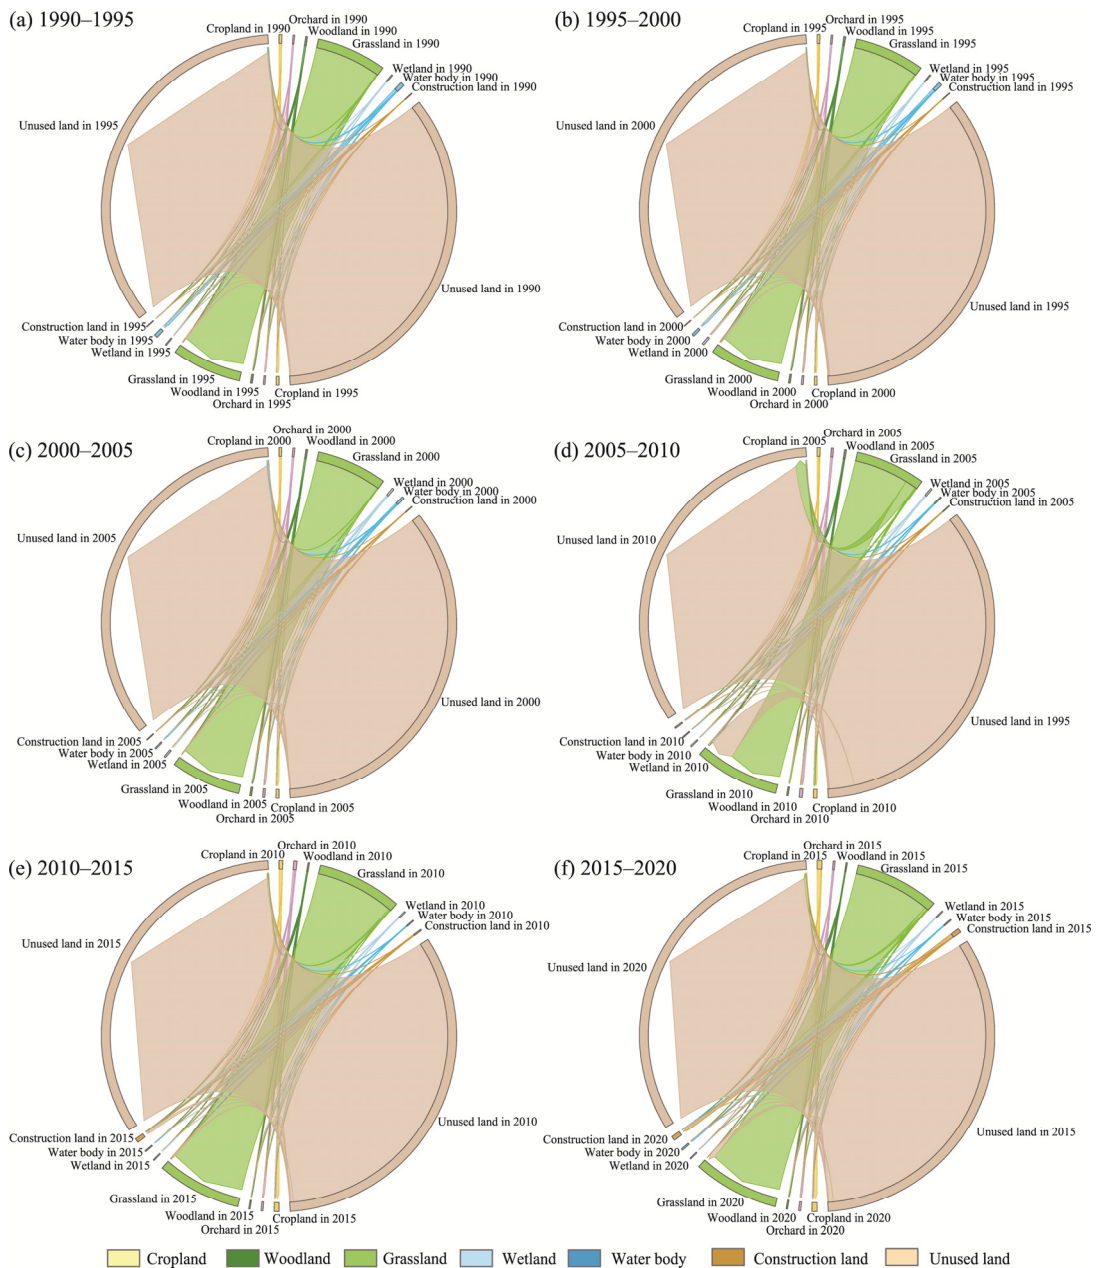 (a) 1990–1995
Orchard in 1990
Cropland in 1990
Woodland in 1990
Grassland in 1990
Wetland in 1990
Water body in 1990
Construction land in 1990
Unused land in 1995
Unused land in 1990
Construction land in 1995
Water body in 1995
Wetland in 1995
Grassland in 1995
Woodland in 1995
Orchard in 1995
Cropland in 1995
(b) 1995–2000
Orchard in 1995
Cropland in 1995
Woodland in 1995
Grassland in 1995
Wetland in 1995
Water body in 1995
Construction land in 1995
Unused land in 2000
Unused land in 1995
Construction land in 2000
Water body in 2000
Wetland in 2000
Grassland in 2000
Woodland in 2000
Orchard in 2000
Cropland in 2000
(c) 2000–2005
Orchard in 2000
Cropland in 2000
Woodland in 2000
Grassland in 2000
Wetland in 2000
Water body in 2000
Construction land in 2000
Unused land in 2005
Unused land in 2000
Construction land in 2005
Water body in 2005
Wetland in 2005
Grassland in 2005
Woodland in 2005
Orchard in 2005
Cropland in 2005
(d) 2005–2010
Orchard in 2005
Cropland in 2005
Woodland in 2005
Grassland in 2005
Wetland in 2005
Water body in 2005
Construction land in 2005
Unused land in 2010
Unused land in 1995
Construction land in 2010
Water body in 2010
Wetland in 2010
Grassland in 2010
Woodland in 2010
Orchard in 2010
Cropland in 2010
(e) 2010–2015
Orchard in 2010
Cropland in 2010
Woodland in 2010
Grassland in 2010
Wetland in 2010
Water body in 2010
Construction land in 2010
Unused land in 2015
Unused land in 2010
Construction land in 2015
Water body in 2015
Wetland in 2015
Grassland in 2015
Woodland in 2015
Orchard in 2015
Cropland in 2015
(f) 2015–2020
Orchard in 2015
Cropland in 2015
Woodland in 2015
Grassland in 2015
Wetland in 2015
Water body in 2015
Construction land in 2015
Unused land in 2020
Unused land in 2015
Construction land in 2020
Water body in 2020
Wetland in 2020
Grassland in 2020
Woodland in 2020
Orchard in 2020
Cropland in 2020
Cropland
Woodland
Grassland
Wetland
Water body
Construction land
Unused land